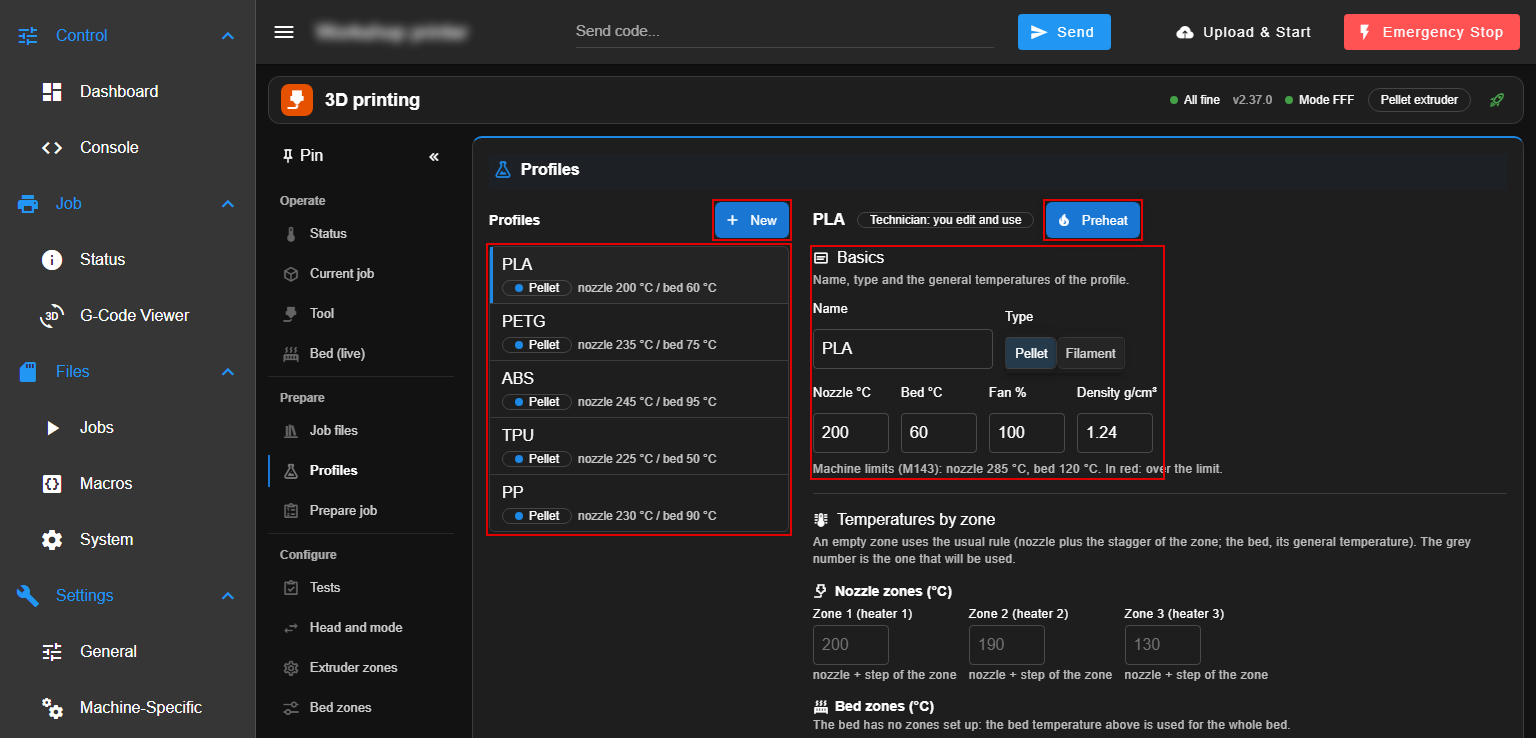 Control
Dashboard
Console
Job
Status
G-Code Viewer
Files
Jobs
Macros
System
Settings
General
Machine-Specific
Send code...
Send
Upload & Start
Emergency Stop
3D printing
All fine
v2.37.0
Mode FFF
Pellet extruder
Pin
Operate
Status
Current job
Tool
Bed (live)
Prepare
Job files
Profiles
Prepare job
Configure
Tests
Head and mode
Extruder zones
Bed zones
Profiles
Profiles
New
PLA
Pellet nozzle 200 °C / bed 60 °C
PETG
Pellet nozzle 235 °C / bed 75 °C
ABS
Pellet nozzle 245 °C / bed 95 °C
TPU
Pellet nozzle 225 °C / bed 50 °C
PP
Pellet nozzle 230 °C / bed 90 °C
PLA Technician: you edit and use Preheat
Basics
Name, type and the general temperatures of the profile.
Name Type
PLA Pellet Filament
Nozzle °C Bed °C Fan % Density g/cm³
200 60 100 1.24
Machine limits (M143): nozzle 285 °C, bed 120 °C. In red: over the limit.
Temperatures by zone
An empty zone uses the usual rule (nozzle plus the stagger of the zone; the bed, its general temperature). The grey
number is the one that will be used.
Nozzle zones (°C)
Zone 1 (heater 1) Zone 2 (heater 2) Zone 3 (heater 3)
200 190 130
nozzle + step of the zone nozzle + step of the zone nozzle + step of the zone
Bed zones (°C)
The bed has no zones set up: the bed temperature above is used for the whole bed.